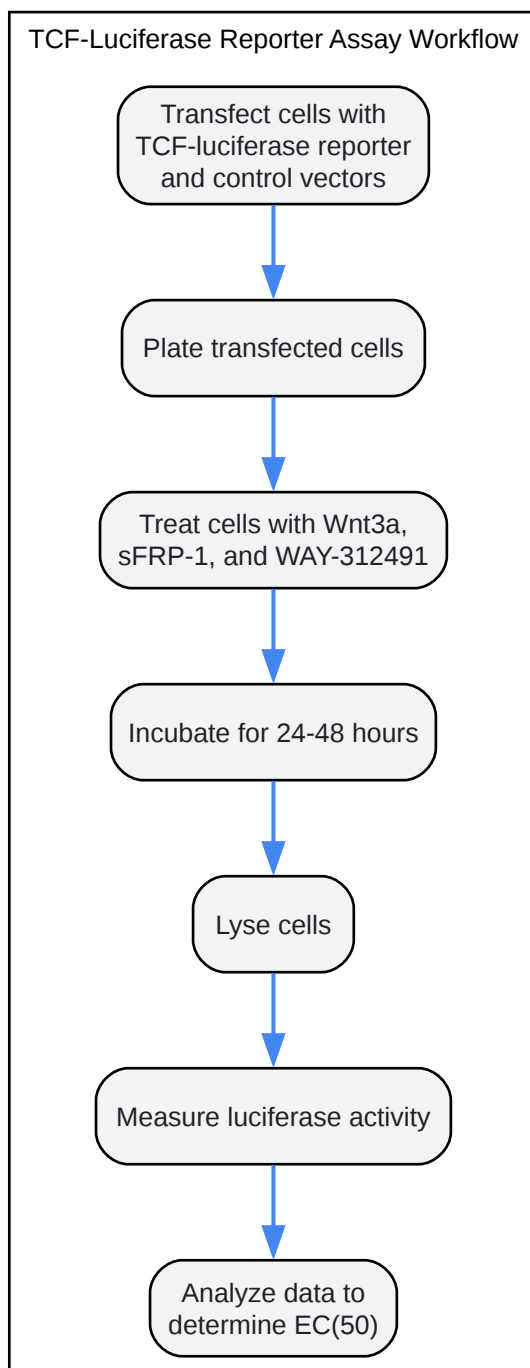 TCF-Luciferase Reporter Assay Workflow
Transfect cells with
TCF-luciferase reporter
and control vectors
Plate transfected cells
Treat cells with Wnt3a,
sFRP-1, and WAY-312491
Incubate for 24-48 hours
Lyse cells
Measure luciferase activity
Analyze data to
determine EC(50)